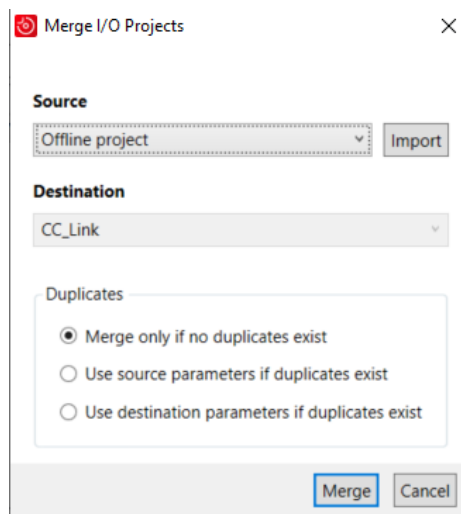 Merge I/O Projects
Source
Offline project
Import
Destination
CC_Link
Duplicates
Merge only if no duplicates exist
Use source parameters if duplicates exist
Use destination parameters if duplicates exist
Merge
Cancel